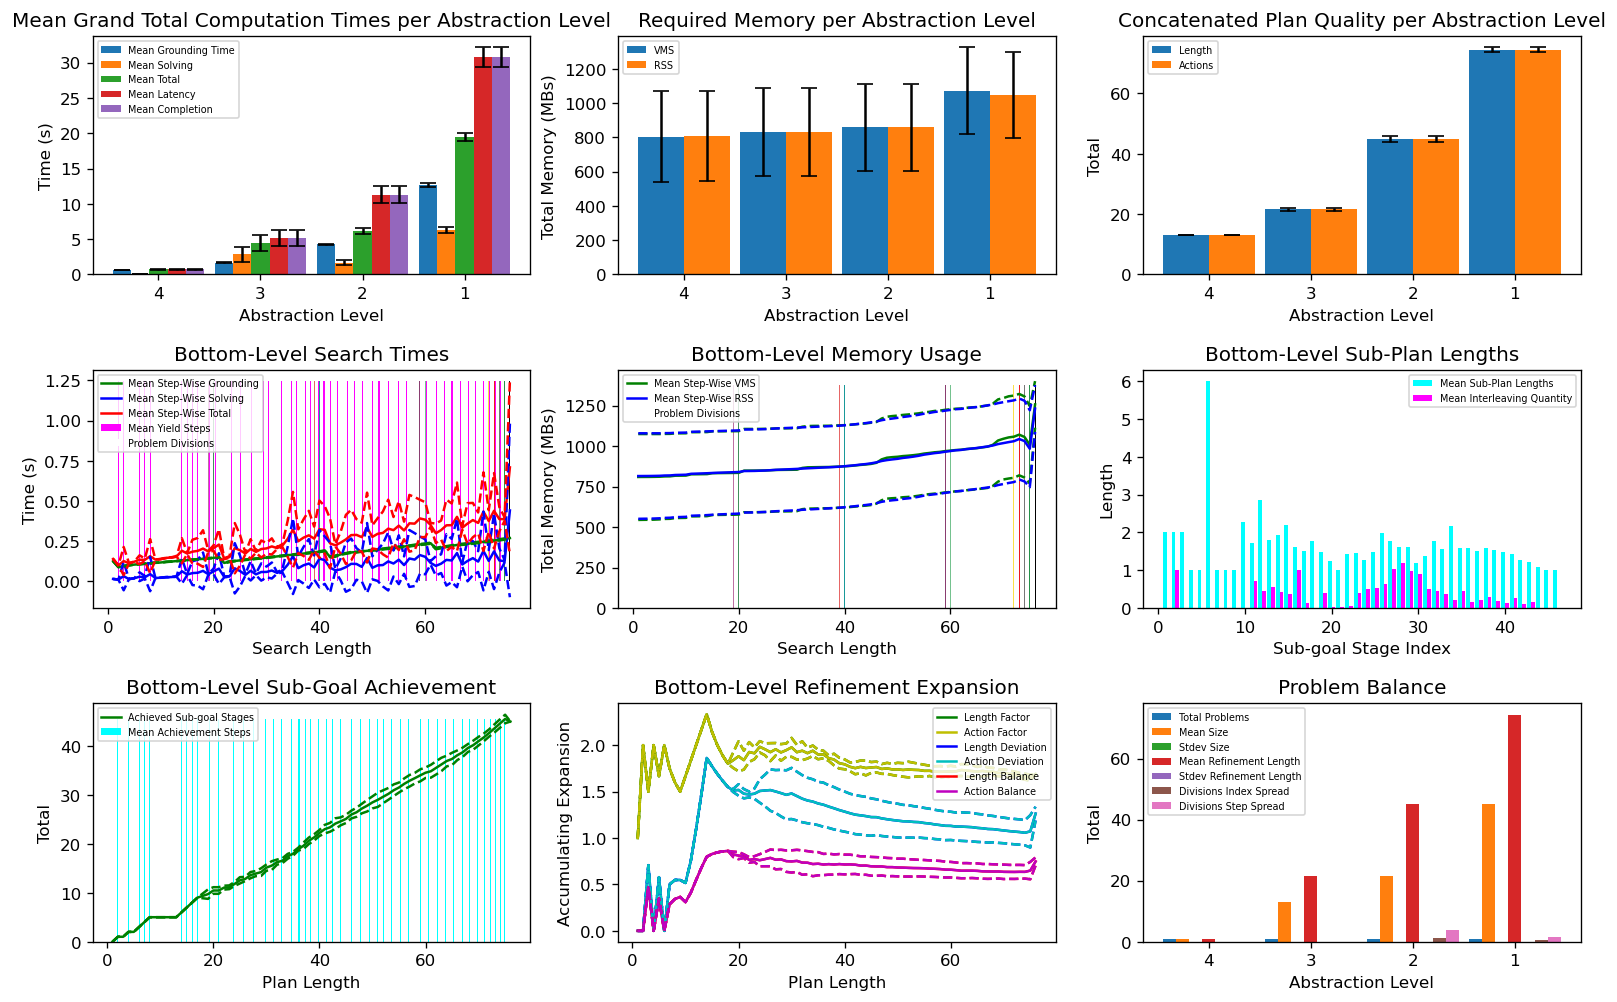 Mean Grand Total Computation Times per Abstraction Level
Time (s)
30
25
20
15
10
5
0
Mean Grounding Time
Mean Solving
Mean Total
Mean Latency
Mean Completion
4 3 2 1
Abstraction Level
Required Memory per Abstraction Level
Total Memory (MBs)
1200
1000
800
600
400
200
0
VMS
RSS
4 3 2 1
Abstraction Level
Concatenated Plan Quality per Abstraction Level
Total
60
40
20
0
Length
Actions
4 3 2 1
Abstraction Level
Bottom-Level Search Times
Time (s)
1.25
1.00
0.75
0.50
0.25
0.00
Mean Step-Wise Grounding
Mean Step-Wise Solving
Mean Step-Wise Total
Mean Yield Steps
Problem Divisions
0 20 40 60
Search Length
Bottom-Level Memory Usage
Total Memory (MBs)
1250
1000
750
500
250
0
Mean Step-Wise VMS
Mean Step-Wise RSS
Problem Divisions
0 20 40 60
Search Length
Bottom-Level Sub-Plan Lengths
Length
6
5
4
3
2
1
0
Mean Sub-Plan Lengths
Mean Interleaving Quantity
0 10 20 30 40
Sub-goal Stage Index
Bottom-Level Sub-Goal Achievement
Total
40
30
20
10
0
Achieved Sub-goal Stages
Mean Achievement Steps
0 20 40 60
Plan Length
Bottom-Level Refinement Expansion
Accumulating Expansion
2.0
1.5
1.0
0.5
0.0
Length Factor
Action Factor
Length Deviation
Action Deviation
Length Balance
Action Balance
0 20 40 60
Plan Length
Problem Balance
Total
60
40
20
0
Total Problems
Mean Size
Stdev Size
Mean Refinement Length
Stdev Refinement Length
Divisions Index Spread
Divisions Step Spread
4 3 2 1
Abstraction Level